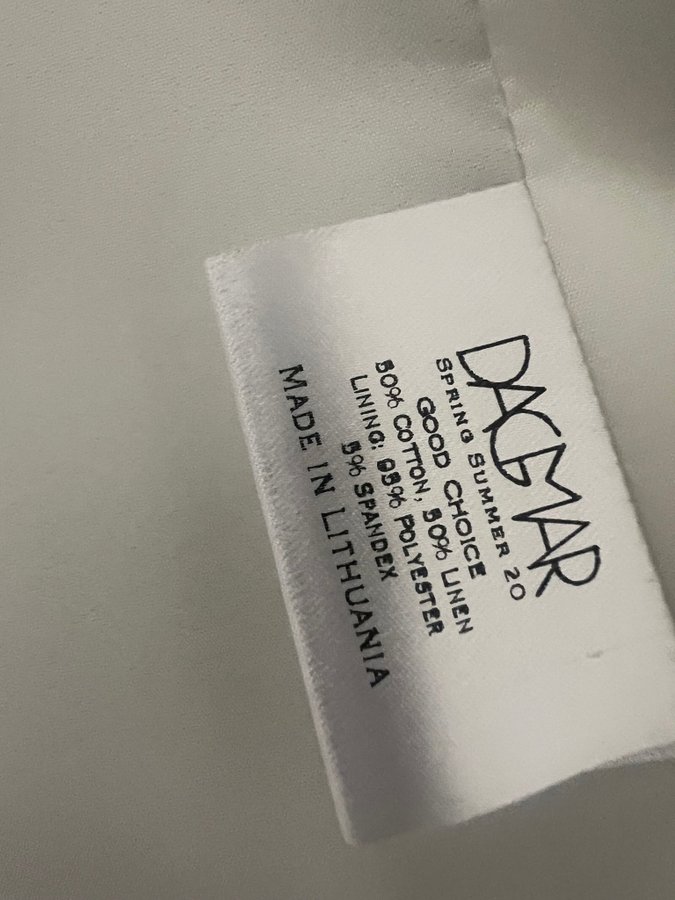 DAGMAR
SPRING SUMMER 20
GOOD CHOICE
50% COTTON, 50% LINEN
LINING: 95% POLYESTER
5% SPANDEX
MADE IN LITHUANIA